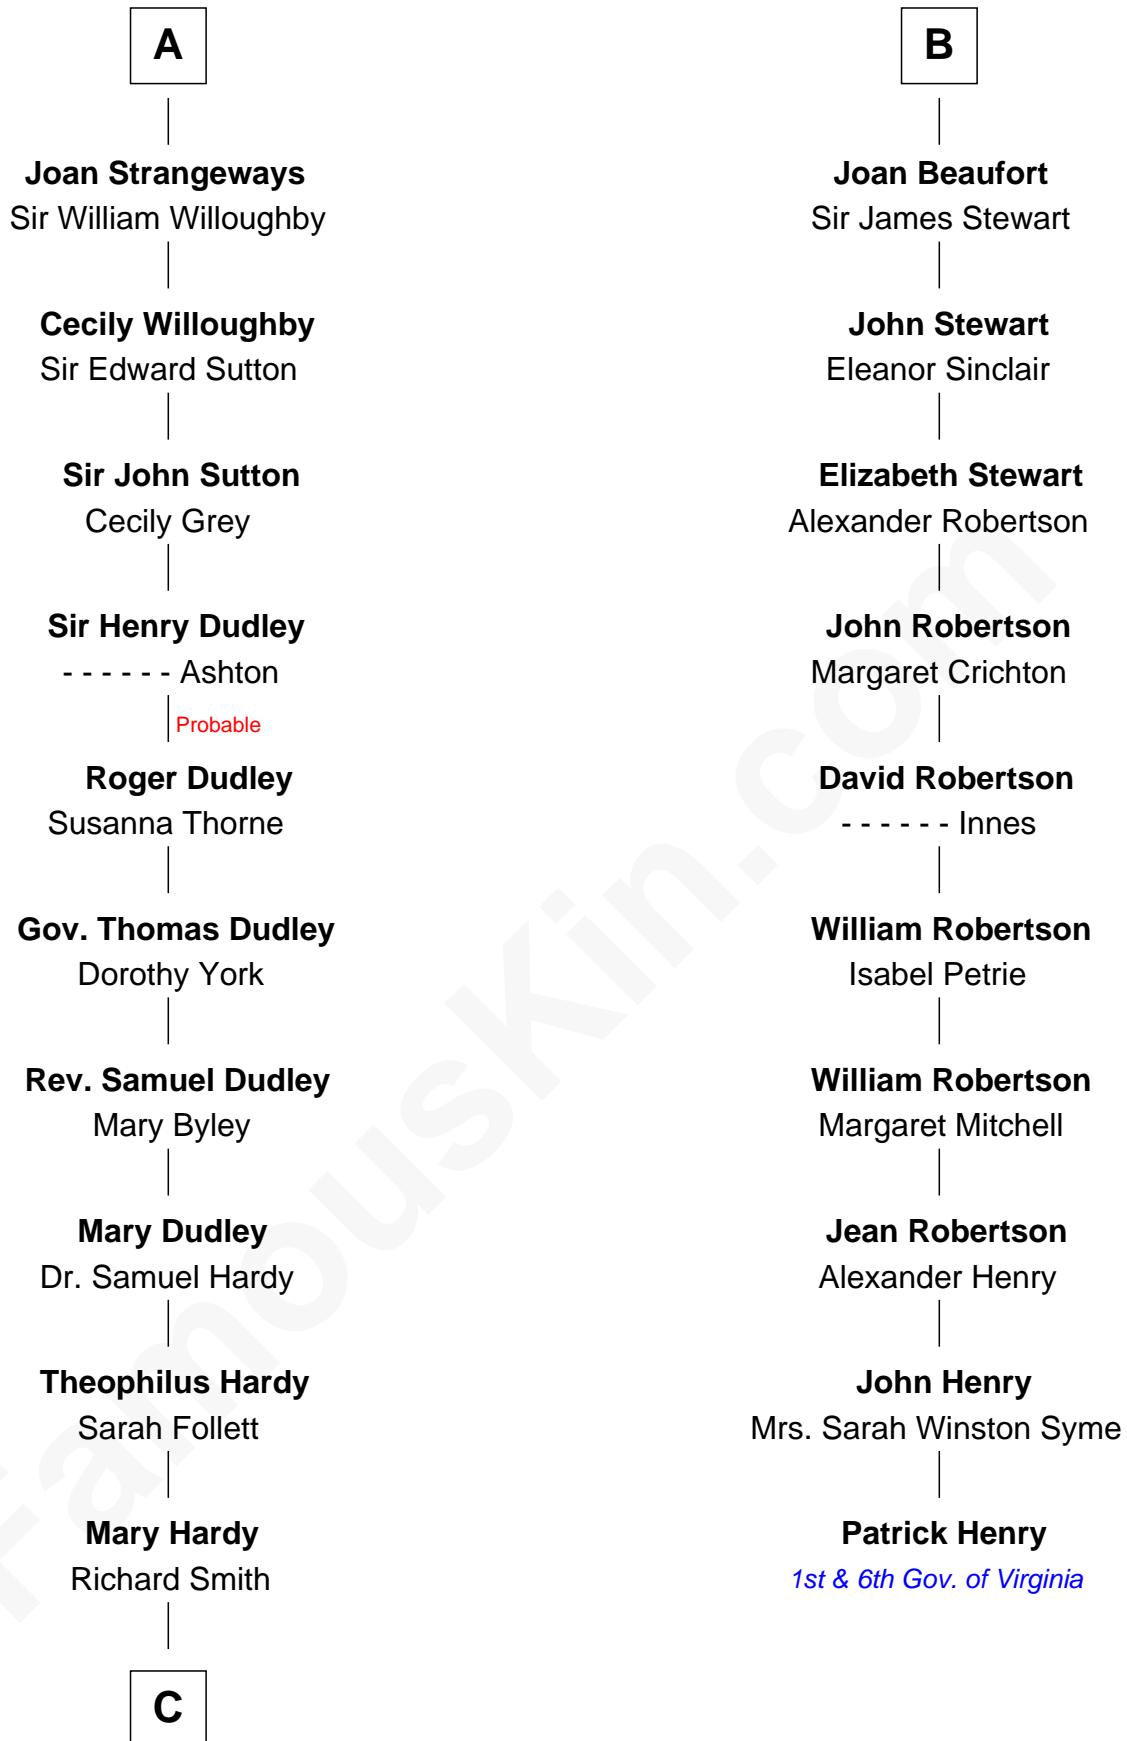 A
Joan Strangeways
Sir William Willoughby
Cecily Willoughby
Sir Edward Sutton
Sir John Sutton
Cecily Grey
Sir Henry Dudley
- - - - - - Ashton
Probable
Roger Dudley
Susanna Thorne
Gov. Thomas Dudley
Dorothy York
Rev. Samuel Dudley
Mary Byley
Mary Dudley
Dr. Samuel Hardy
Theophilus Hardy
Sarah Follett
Mary Hardy
Richard Smith
C
B
Joan Beaufort
Sir James Stewart
John Stewart
Eleanor Sinclair
Elizabeth Stewart
Alexander Robertson
John Robertson
Margaret Crichton
David Robertson
- - - - - - Innes
William Robertson
Isabel Petrie
William Robertson
Margaret Mitchell
Jean Robertson
Alexander Henry
John Henry
Mrs. Sarah Winston Syme
Patrick Henry
1st & 6th Gov. of Virginia
FamousKin.com